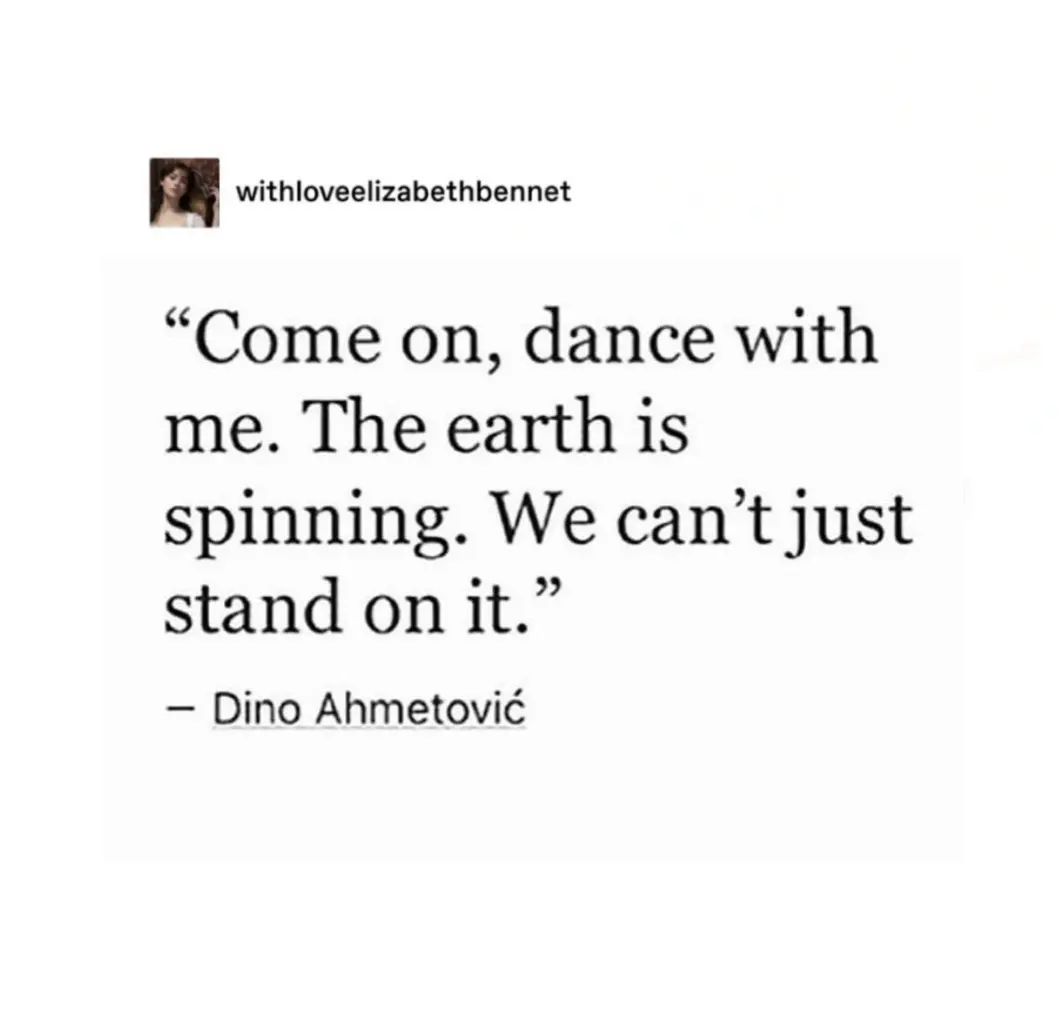 withloveelizabethbennet
“Come on, dance with
me. The earth is
spinning. We can’t just
stand on it.”
— Dino Ahmetović